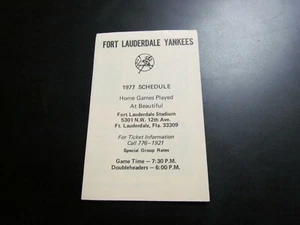 FORT LAUDERDALE YANKEES
1977 SCHEDULE
Home Games Played
At Beautiful
Fort Lauderdale Stadium
5301 N.W. 12th Ave.
Ft. Lauderdale, Fla. 33309
For Ticket Information
Call 776-1921
Special Group Rates
Game Time — 7:30 P.M.
Doubleheaders — 6:00 P.M.